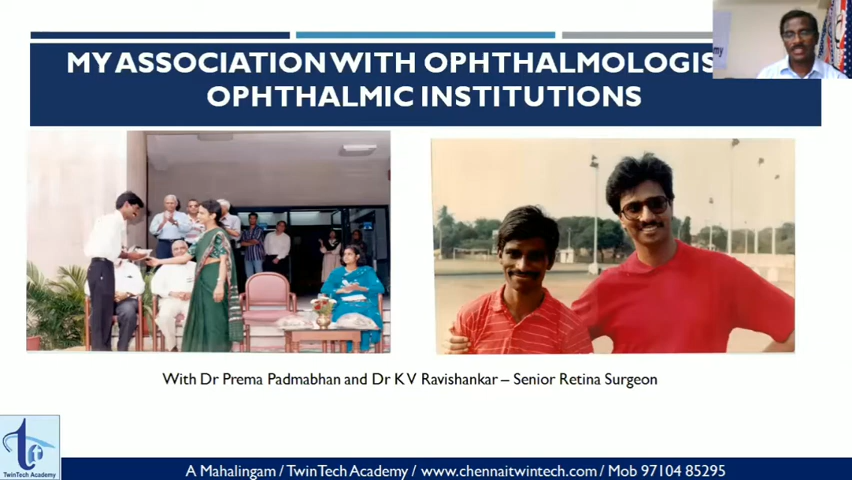 MY ASSOCIATION WITH OPHTHALMOLOGIS
OPHTHALMIC INSTITUTIONS
With Dr Prema Padmabhan and Dr K V Ravishankar – Senior Retina Surgeon
TwinTech Academy
A Mahalingam / TwinTech Academy / www.chennaitwintech.com / Mob 97104 85295